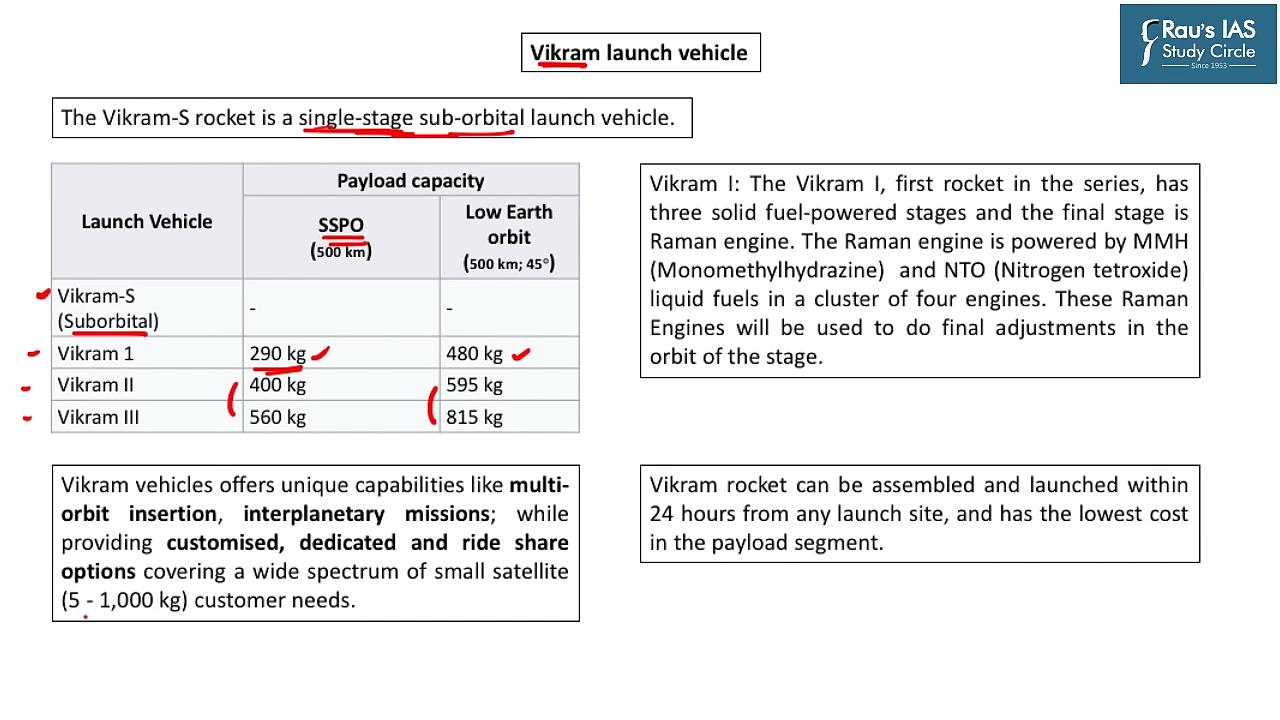 Rau's IAS
Study Circle
Since 1953
Vikram launch vehicle
The Vikram-S rocket is a single-stage sub-orbital launch vehicle.
Launch Vehicle
Payload capacity
SSPO
(500 km)
Low Earth
orbit
(500 km; 45°)
Vikram-S
(Suborbital)
-
-
Vikram 1
290 kg
480 kg
Vikram II
400 kg
595 kg
Vikram III
560 kg
815 kg
Vikram I: The Vikram I, first rocket in the series, has
three solid fuel-powered stages and the final stage is
Raman engine. The Raman engine is powered by MMH
(Monomethylhydrazine) and NTO (Nitrogen tetroxide)
liquid fuels in a cluster of four engines. These Raman
Engines will be used to do final adjustments in the
orbit of the stage.
Vikram vehicles offers unique capabilities like multi-
orbit insertion, interplanetary missions; while
providing customised, dedicated and ride share
options covering a wide spectrum of small satellite
(5 - 1,000 kg) customer needs.
Vikram rocket can be assembled and launched within
24 hours from any launch site, and has the lowest cost
in the payload segment.